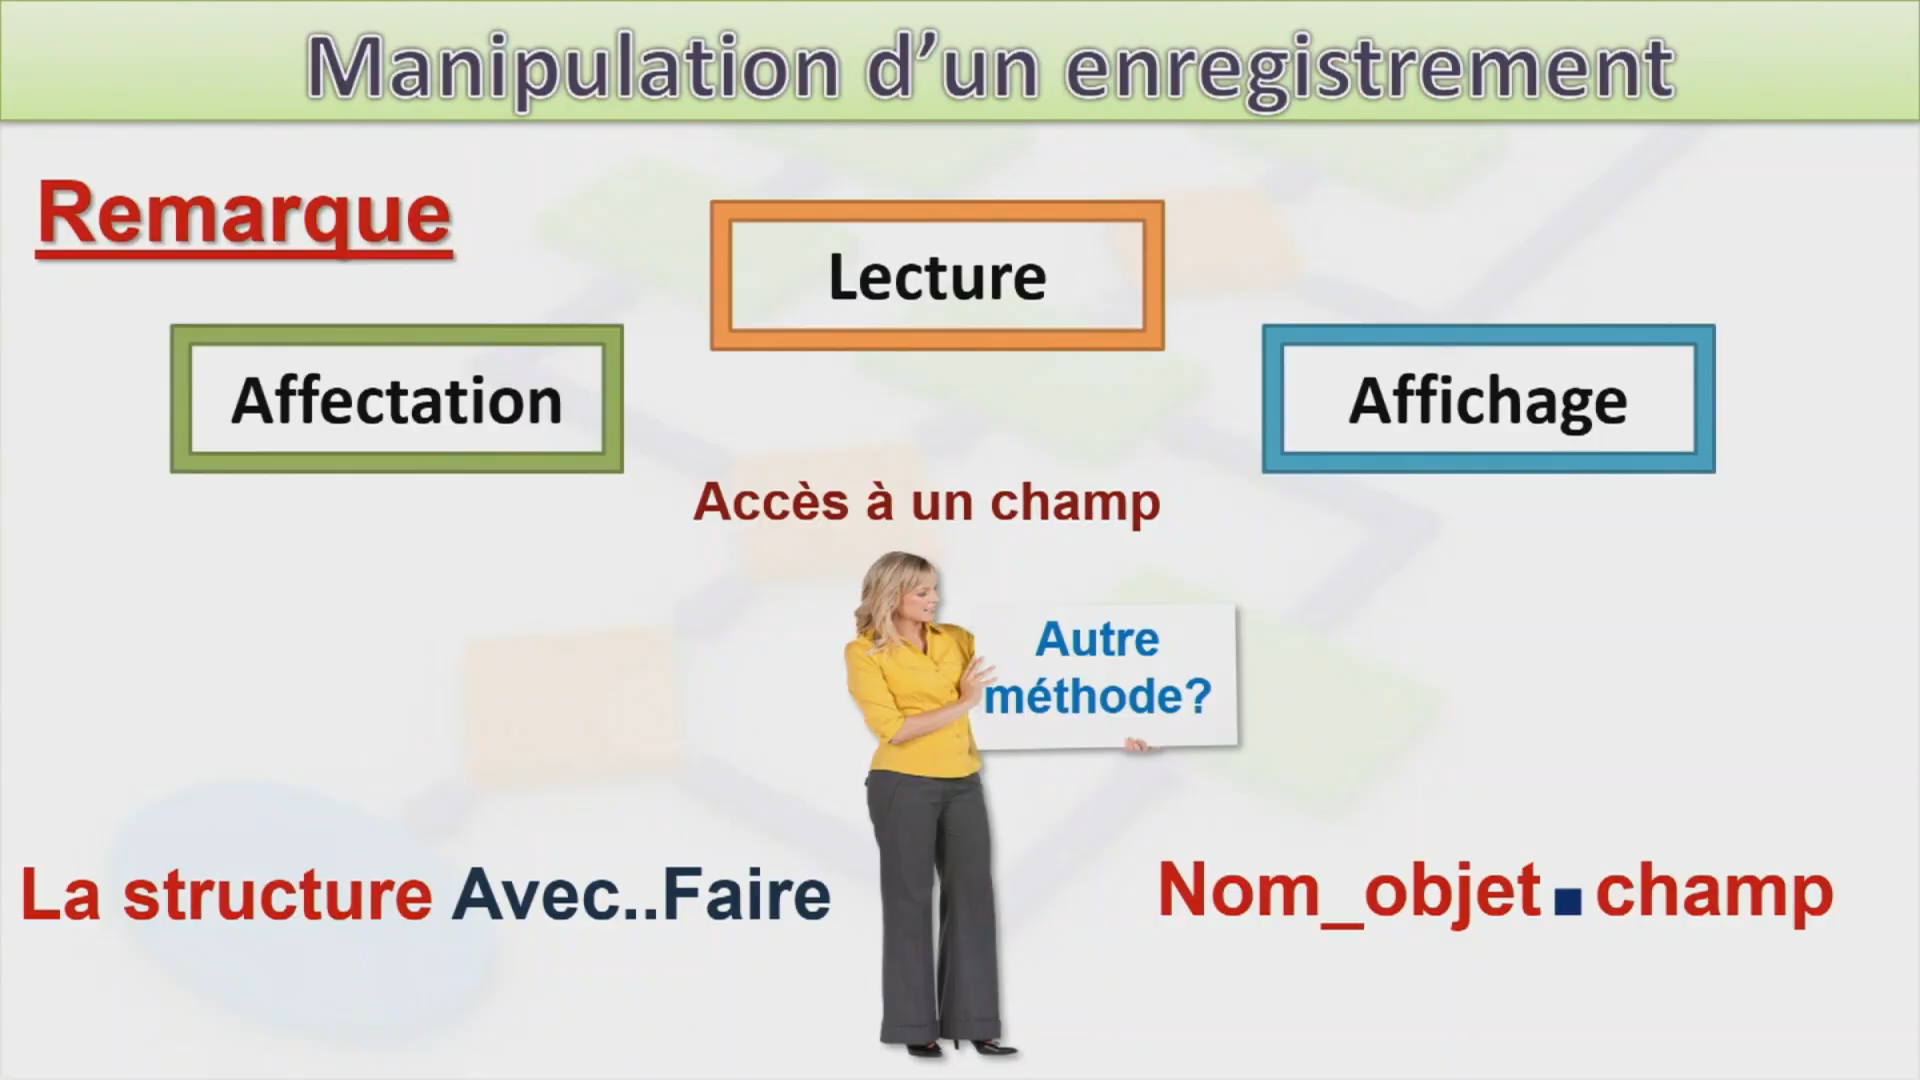 Manipulation d’un enregistrement
Remarque
Lecture
Affectation
Affichage
Accès à un champ
Autre
méthode?
La structure Avec..Faire
Nom_objet.champ